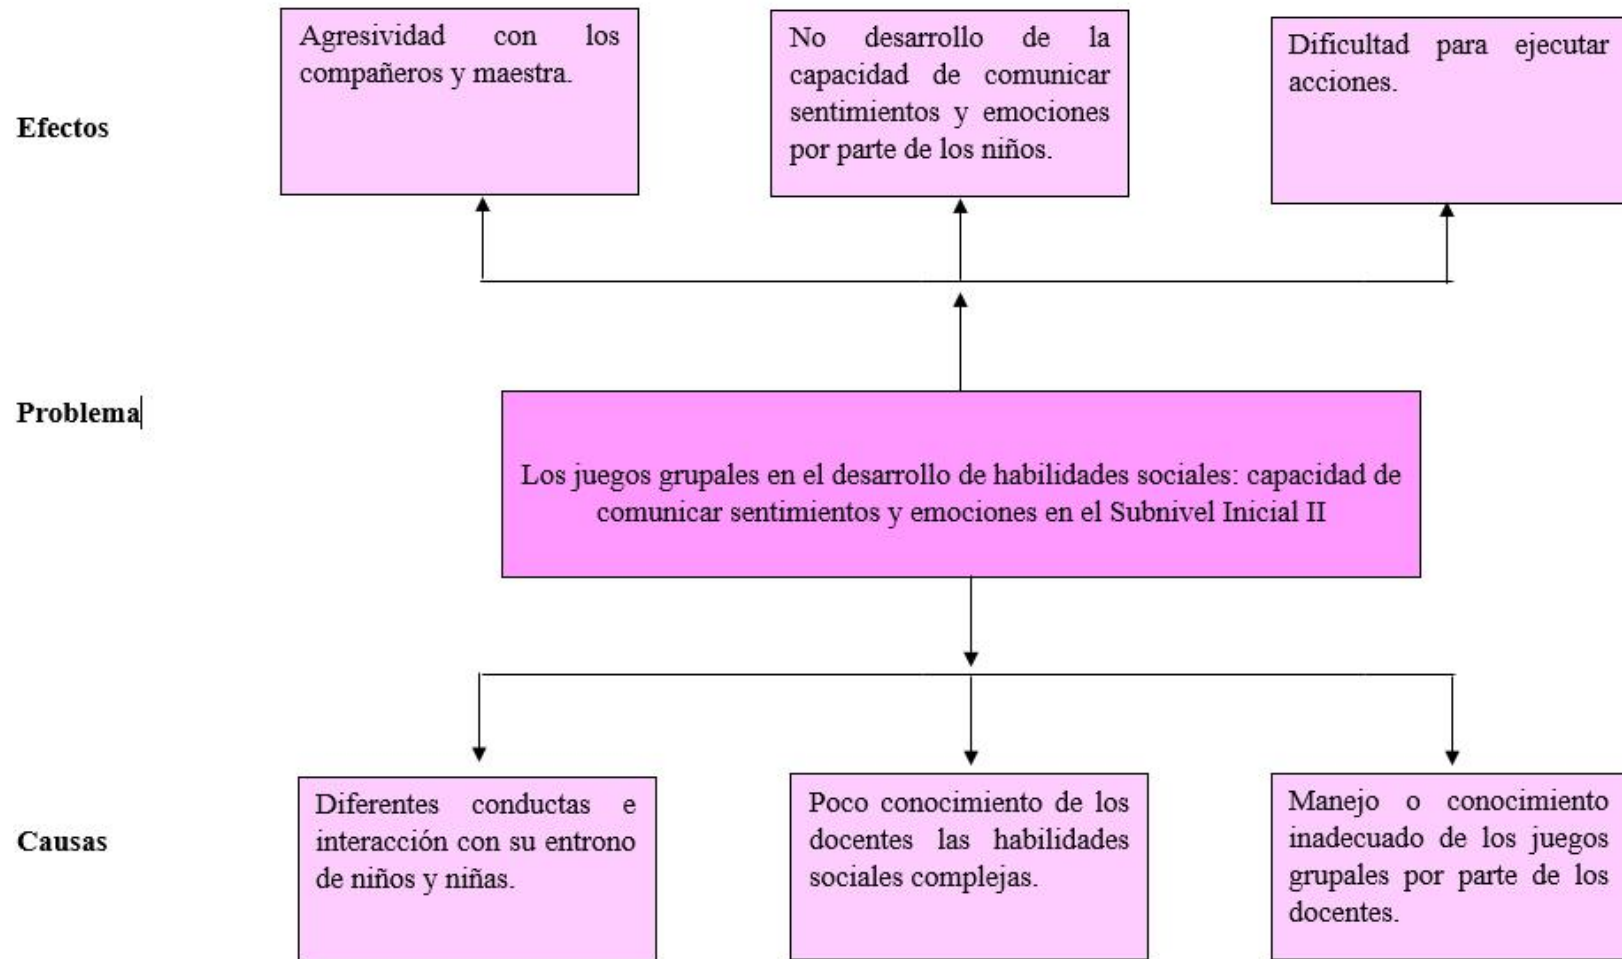 Efectos
Agresividad con los
compañeros y maestra.
No desarrollo de la
capacidad de comunicar
sentimientos y emociones
por parte de los niños.
Dificultad para ejecutar
acciones.
Problema
Los juegos grupales en el desarrollo de habilidades sociales: capacidad de
comunicar sentimientos y emociones en el Subnivel Inicial II
Causas
Diferentes conductas e
interacción con su entrono
de niños y niñas.
Poco conocimiento de los
docentes las habilidades
sociales complejas.
Manejo o conocimiento
inadecuado de los juegos
grupales por parte de los
docentes.